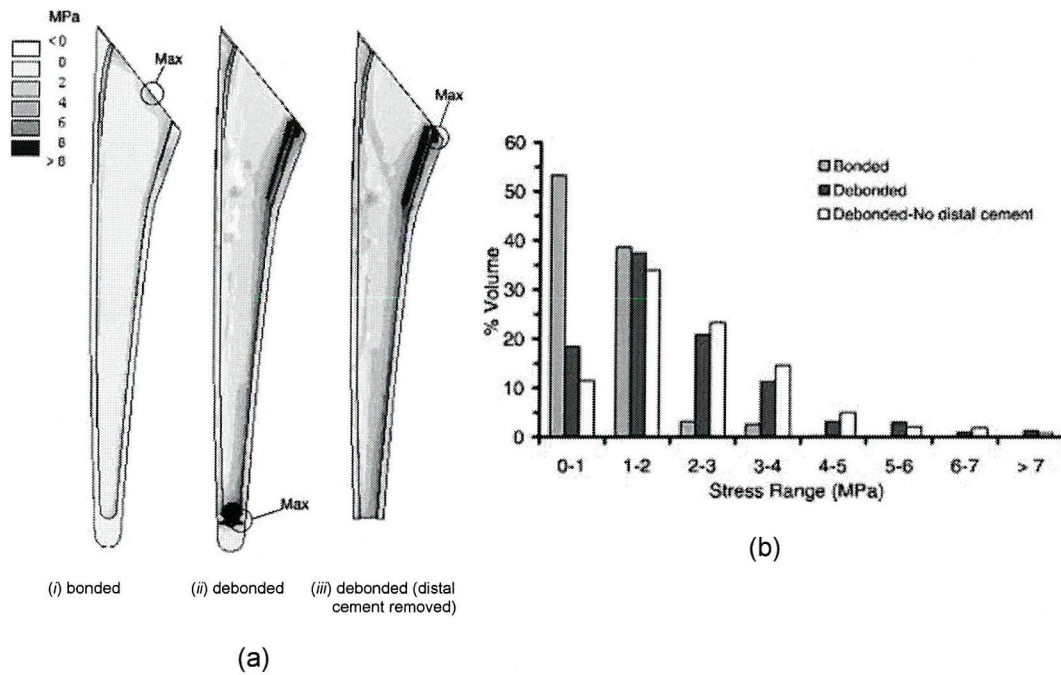 MPa
< 0
0
2
4
6
8
> 8
Max
Max
Max
(i) bonded
(ii) debonded
(iii) debonded (distal
cement removed)
(a)
60
50
40
30
20
10
0
% Volume
Bonded
Debonded
Debonded-No distal cement
0-1
1-2
2-3
3-4
4-5
5-6
6-7
> 7
Stress Range (MPa)
(b)